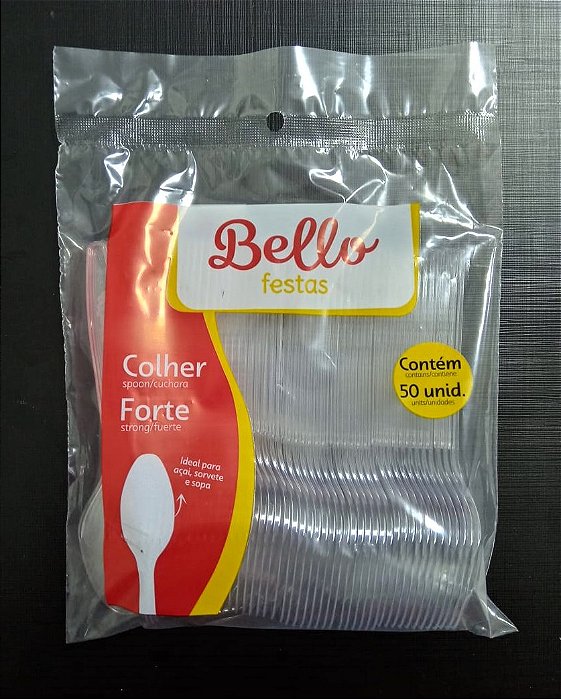 Bello
festas
Colher
spoon/cuchara
Forte
strong/fuerte
Ideal para
açaí, sorvete
e sopa
Contém
contains/contiene
50 unid.
units/unidades